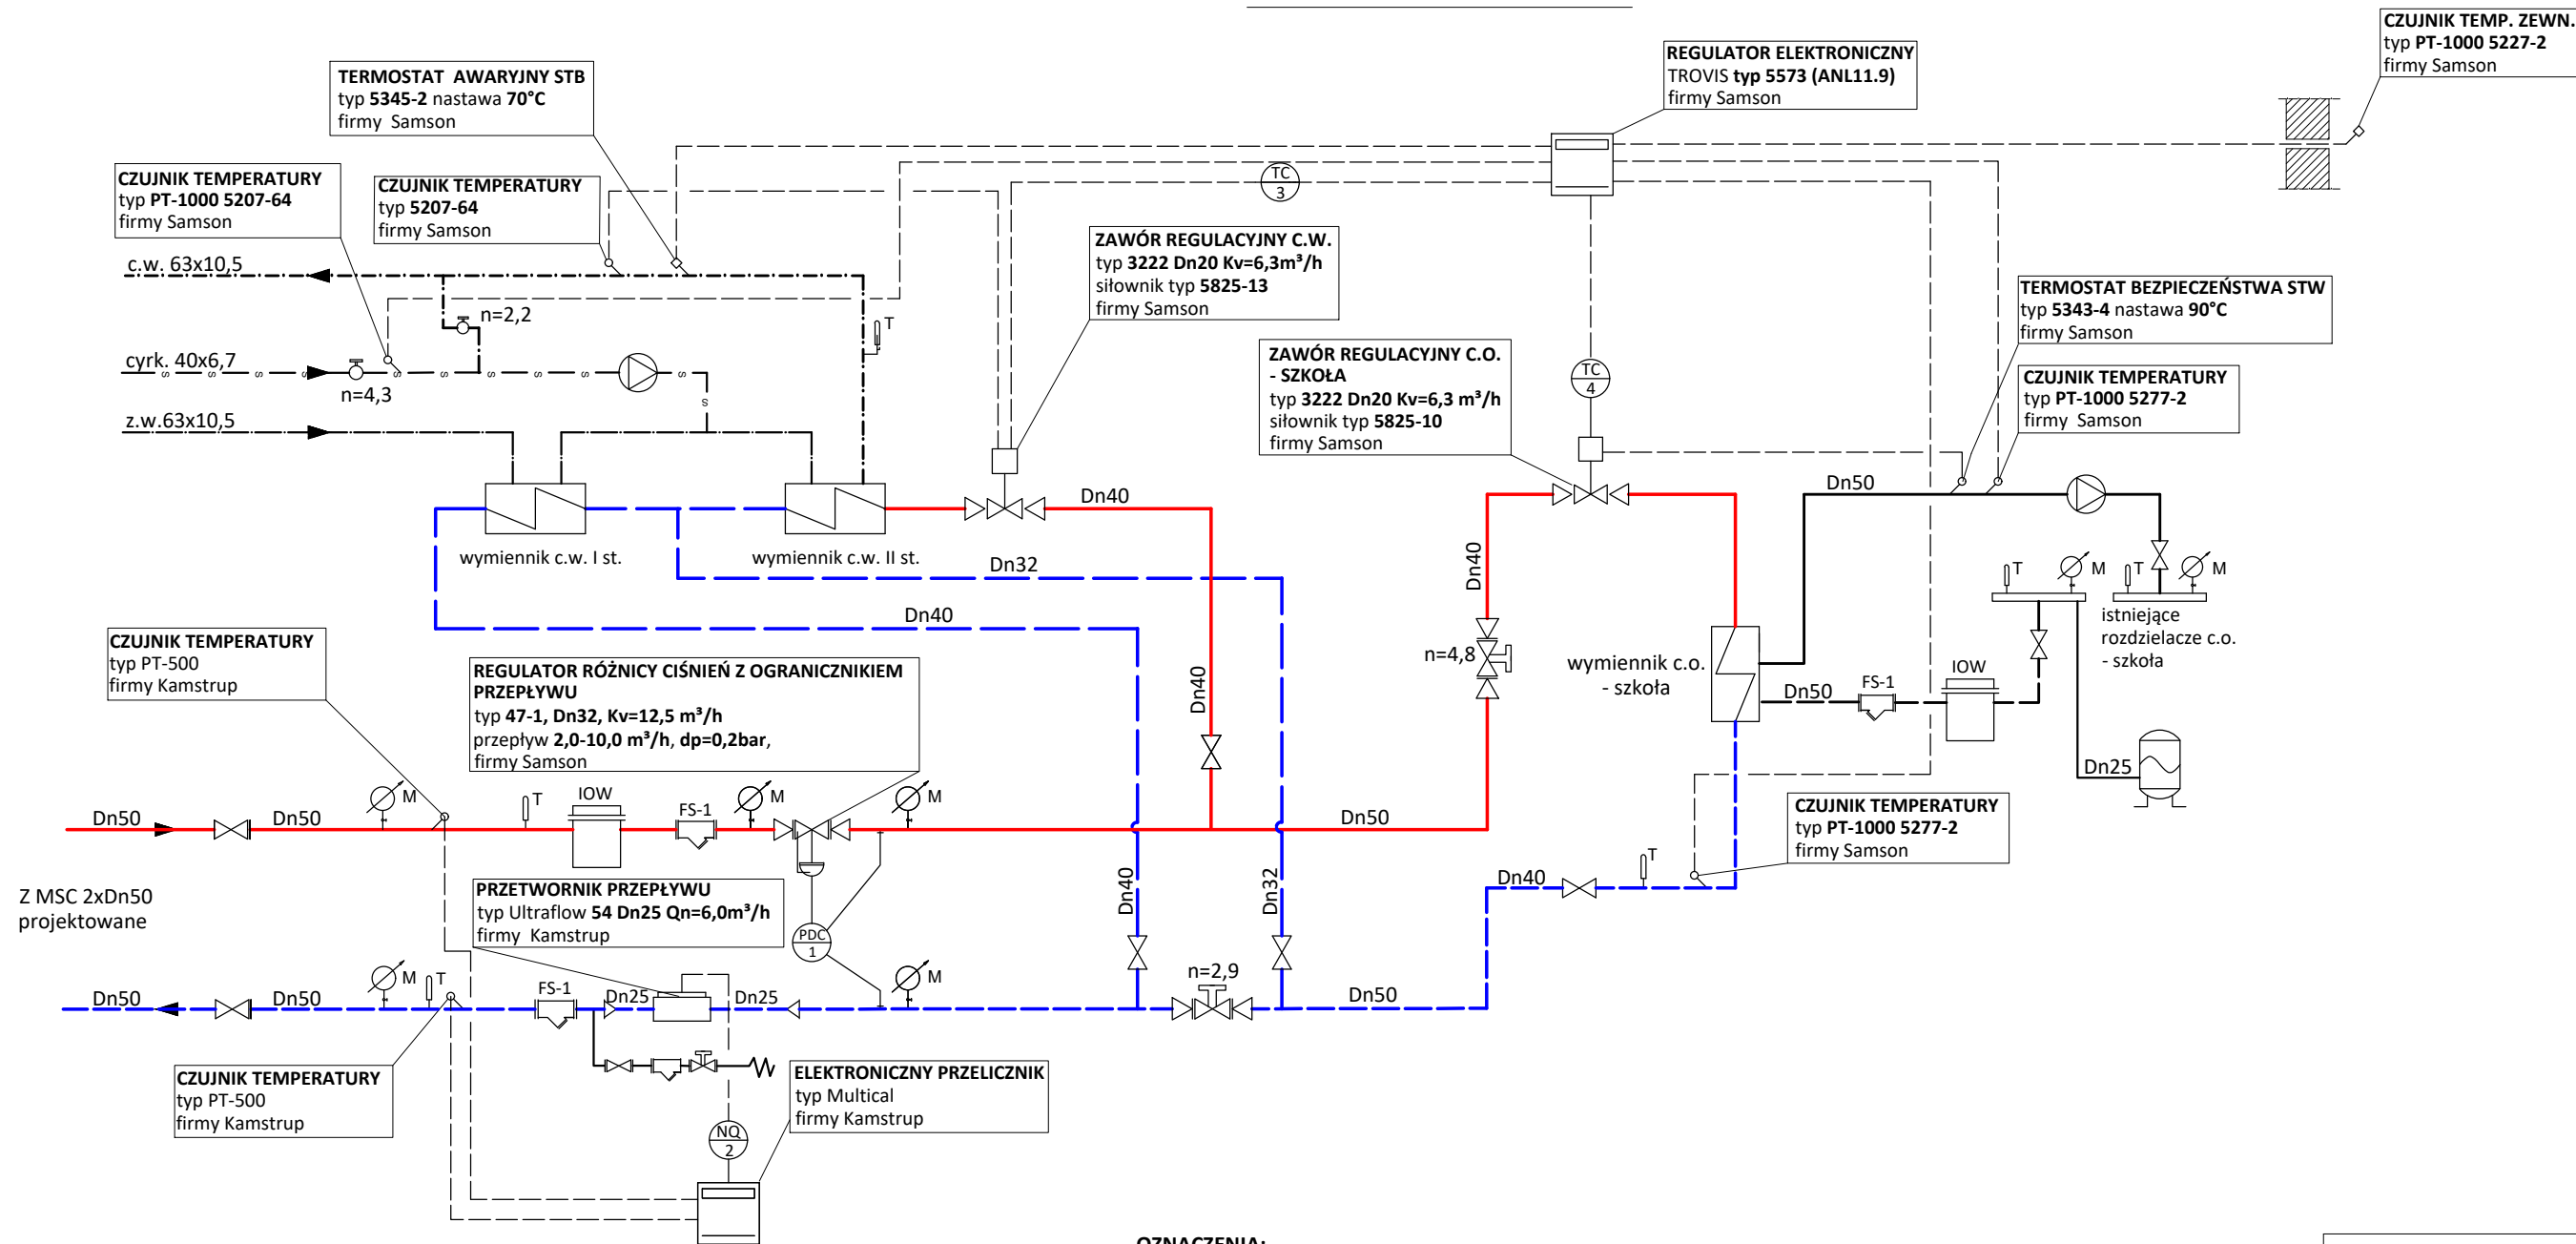 CZUJNIK TEMP. ZEWN.
typ PT-1000 5227-2
firmy Samson
REGULATOR ELEKTRONICZNY
TROVIS typ 5573 (ANL11.9)
firmy Samson
TERMOSTAT AWARYJNY STB
typ 5345-2 nastawa 70°C
firmy Samson
CZUJNIK TEMPERATURY
typ PT-1000 5207-64
firmy Samson
CZUJNIK TEMPERATURY
typ 5207-64
firmy Samson
TC
3
ZAWÓR REGULACYJNY C.W.
typ 3222 Dn20 Kv=6,3m³/h
siłownik typ 5825-13
firmy Samson
c.w. 63x10,5
n=2,2
T
TERMOSTAT BEZPIECZEŃSTWA STW
typ 5343-4 nastawa 90°C
firmy Samson
ZAWÓR REGULACYJNY C.O.
- SZKOŁA
typ 3222 Dn20 Kv=6,3 m³/h
siłownik typ 5825-10
firmy Samson
TC
4
CZUJNIK TEMPERATURY
typ PT-1000 5277-2
firmy Samson
cyrk. 40x6,7
s s s s s s s s
n=4,3
s
z.w.63x10,5
Dn40
Dn50
wymiennik c.w. I st.
wymiennik c.w. II st.
Dn32
Dn40
Dn40
T M T M
istniejące
rozdzielacze c.o.
- szkoła
CZUJNIK TEMPERATURY
typ PT-500
firmy Kamstrup
REGULATOR RÓŻNICY CIŚNIEŃ Z OGRANICZNIKIEM
PRZEPŁYWU
typ 47-1, Dn32, Kv=12,5 m³/h
przepływ 2,0-10,0 m³/h, dp=0,2bar,
firmy Samson
Dn40
n=4,8
wymiennik c.o.
- szkoła
Dn50
FS-1
IOW
Dn25
Dn50
Dn50
M
T
IOW
FS-1
M
M
Dn50
CZUJNIK TEMPERATURY
typ PT-1000 5277-2
firmy Samson
Z MSC 2xDn50
projektowane
PRZETWORNIK PRZEPŁYWU
typ Ultraflow 54 Dn25 Qn=6,0m³/h
firmy Kamstrup
PDC
1
Dn40
Dn32
Dn40
T
Dn50
Dn50
M
T
FS-1
Dn25
Dn25
M
n=2,9
Dn50
CZUJNIK TEMPERATURY
typ PT-500
firmy Kamstrup
ELEKTRONICZNY PRZELICZNIK
typ Multical
firmy Kamstrup
NQ
2
OZNACZENIA: